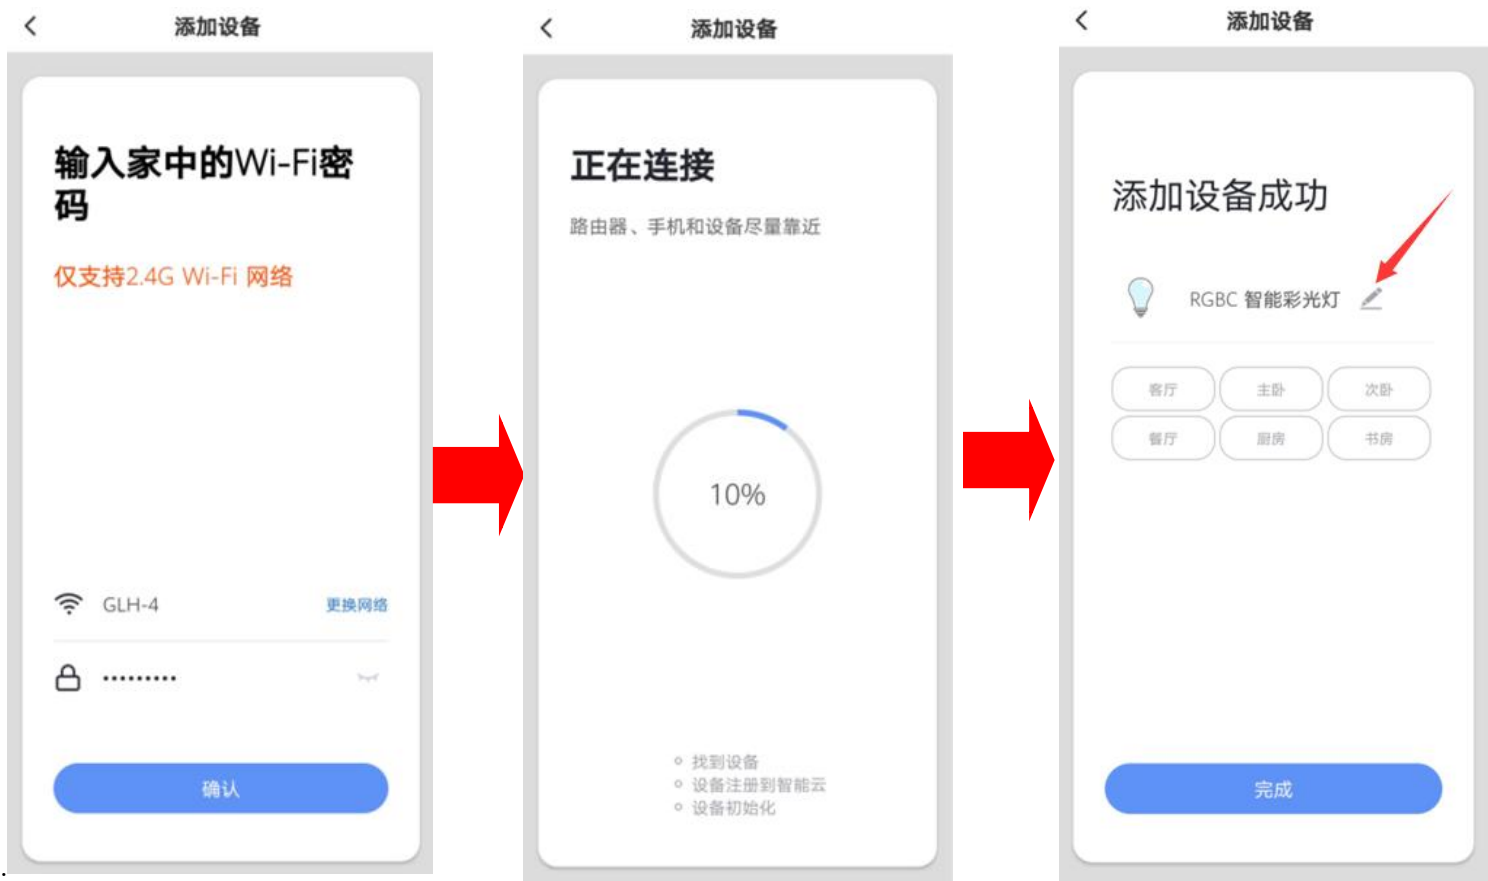 添加设备
输入家中的Wi-Fi密
码
仅支持2.4G Wi-Fi 网络
GLH-4 更换网络
•••••••••
确认
添加设备
正在连接
路由器、手机和设备尽量靠近
10%
找到设备
设备注册到智能云
设备初始化
添加设备
添加设备成功
RGBC 智能彩光灯
客厅 主卧 次卧
餐厅 厨房 书房
完成